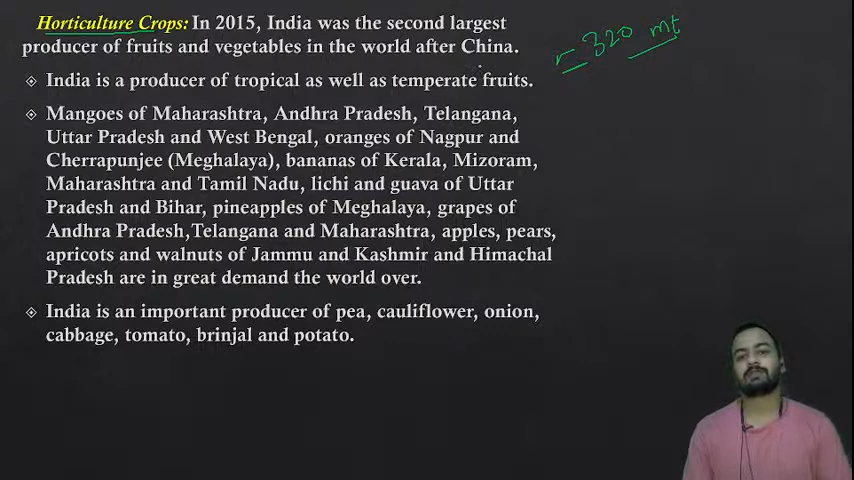 Horticulture Crops: In 2015, India was the second largest
producer of fruits and vegetables in the world after China.
320 mt
India is a producer of tropical as well as temperate fruits.
Mangoes of Maharashtra, Andhra Pradesh, Telangana,
Uttar Pradesh and West Bengal, oranges of Nagpur and
Cherrapunjee (Meghalaya), bananas of Kerala, Mizoram,
Maharashtra and Tamil Nadu, lichi and guava of Uttar
Pradesh and Bihar, pineapples of Meghalaya, grapes of
Andhra Pradesh,Telangana and Maharashtra, apples, pears,
apricots and walnuts of Jammu and Kashmir and Himachal
Pradesh are in great demand the world over.
India is an important producer of pea, cauliflower, onion,
cabbage, tomato, brinjal and potato.